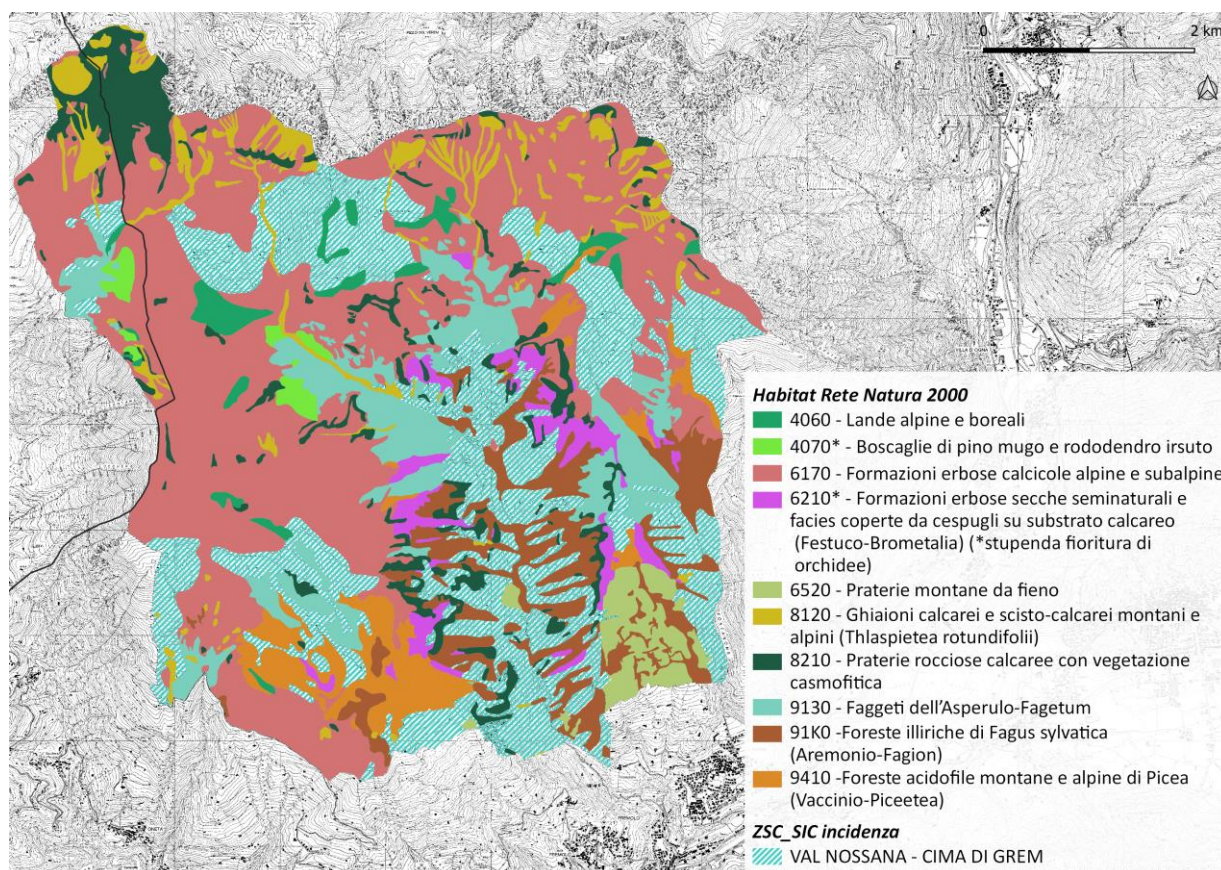 0 1 2 km
Habitat Rete Natura 2000
4060 - Lande alpine e boreali
4070* - Boscaglie di pino mugo e rododendro irsuto
6170 - Formazioni erbose calcicole alpine e subalpine
6210* - Formazioni erbose secche seminaturali e
facies coperte da cespugli su substrato calcareo
(Festuco-Brometalia) (*stupenda fioritura di
orchidee)
6520 - Praterie montane da fieno
8120 - Ghiaioni calcarei e scisto-calcarei montani e
alpini (Thlaspietea rotundifolii)
8210 - Praterie rocciose calcaree con vegetazione
casmofitica
9130 - Faggeti dell'Asperulo-Fagetum
91K0 -Foreste illiriche di Fagus sylvatica
(Aremonio-Fagion)
9410 -Foreste acidofile montane e alpine di Picea
(Vaccinio-Piceetea)
ONETA
ZSC_SIC incidenza
VAL NOSSANA - CIMA DI GREM